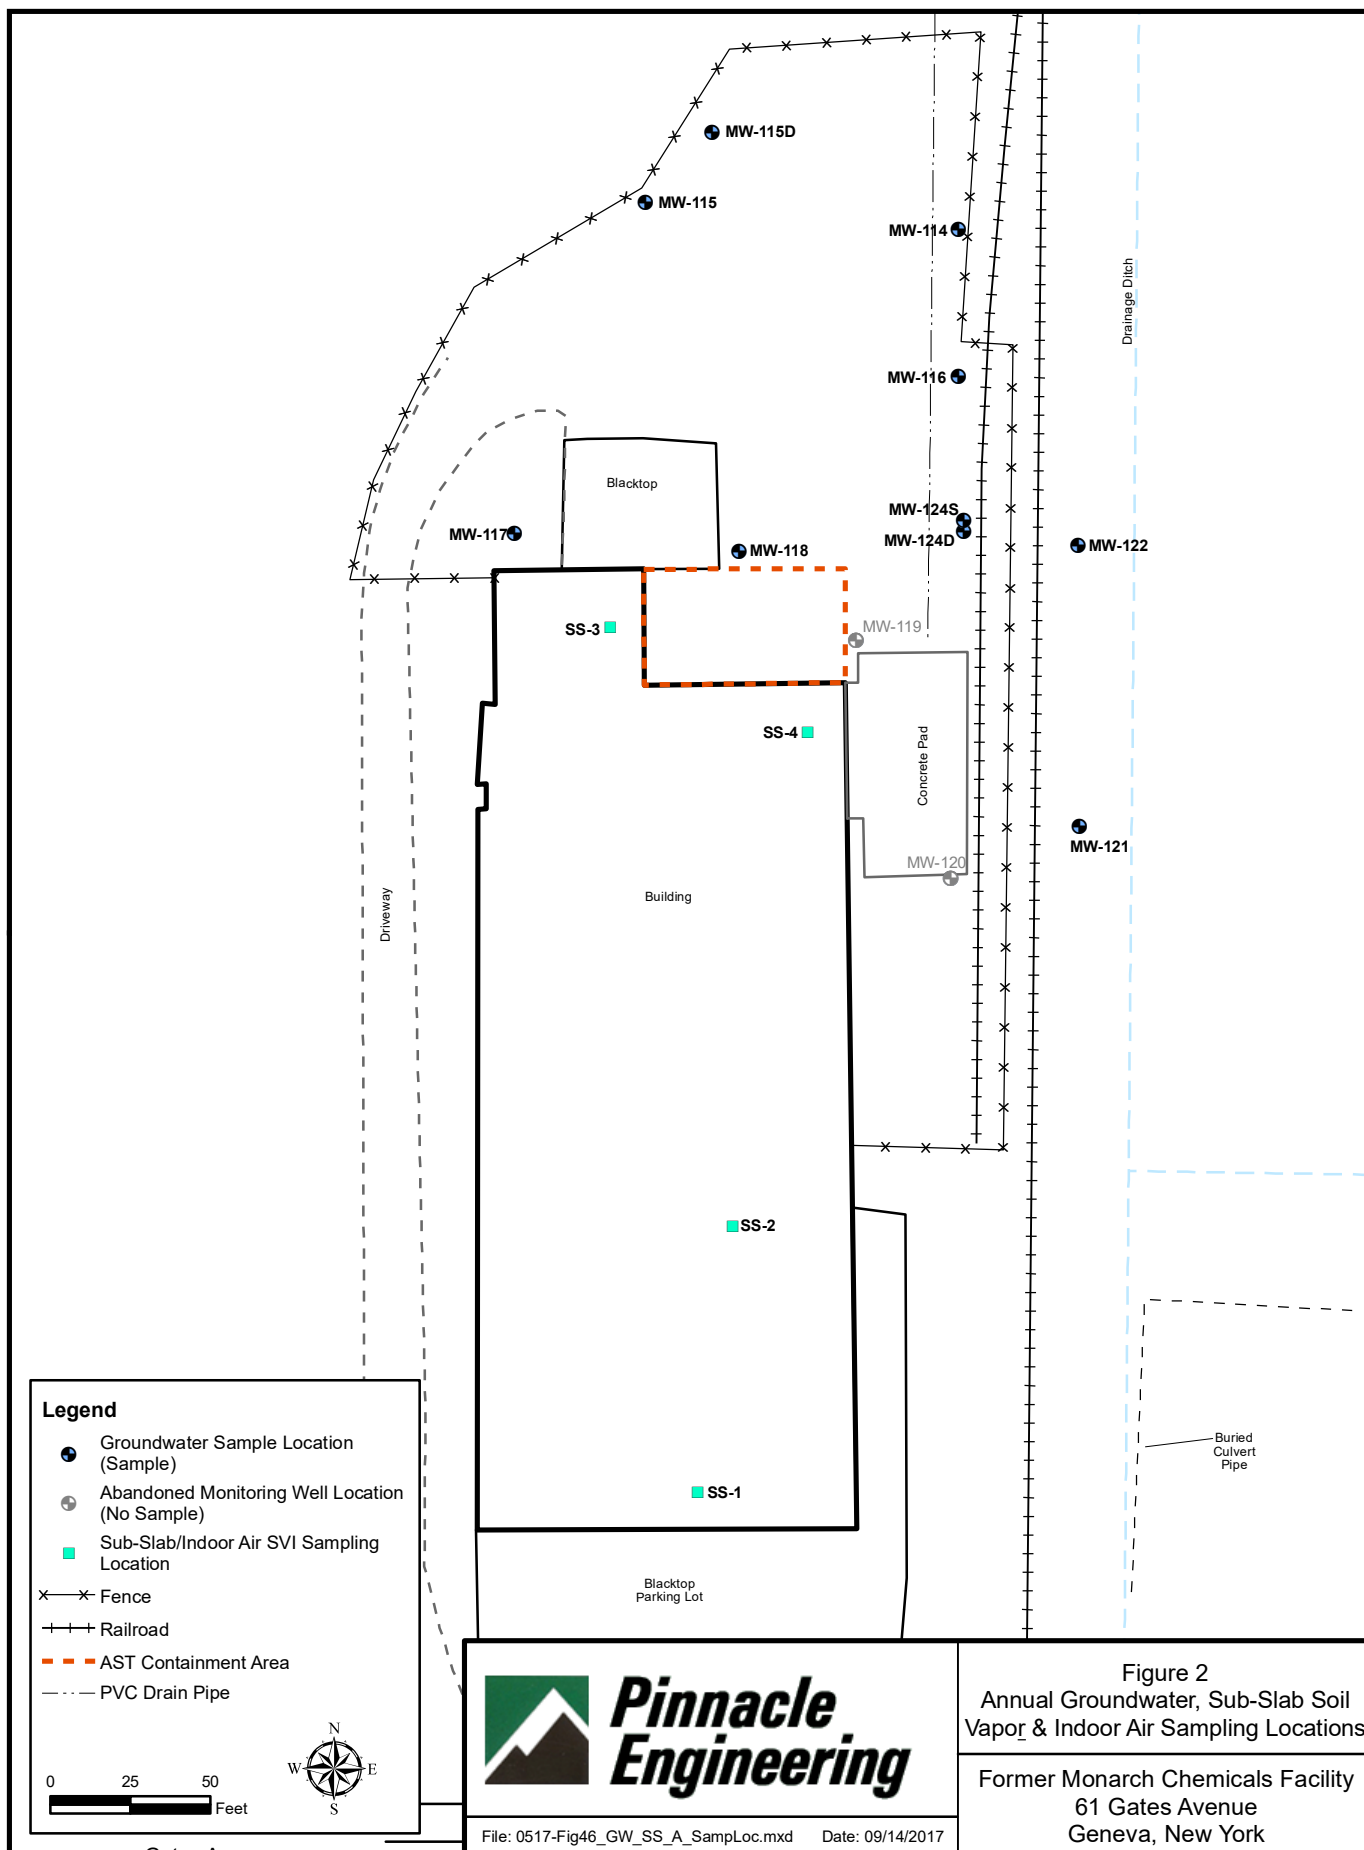 MW-115D
MW-115
MW-114
Drainage Ditch
MW-116
Blacktop
MW-124S
MW-117
MW-124D
MW-118
MW-122
SS-3
MW-119
SS-4
Concrete Pad
MW-121
MW-120
Building
Driveway
SS-2
Buried
Culvert
Pipe
SS-1
Blacktop
Parking Lot
Legend
Groundwater Sample Location
(Sample)
Abandoned Monitoring Well Location
(No Sample)
Sub-Slab/Indoor Air SVI Sampling
Location
Fence
Railroad
AST Containment Area
PVC Drain Pipe
N
W E
S
0 25 50
Feet
Pinnacle
Engineering
File: 0517-Fig46_GW_SS_A_SampLoc.mxd Date: 09/14/2017
Figure 2
Annual Groundwater, Sub-Slab Soil
Vapor & Indoor Air Sampling Locations
Former Monarch Chemicals Facility
61 Gates Avenue
Geneva, New York